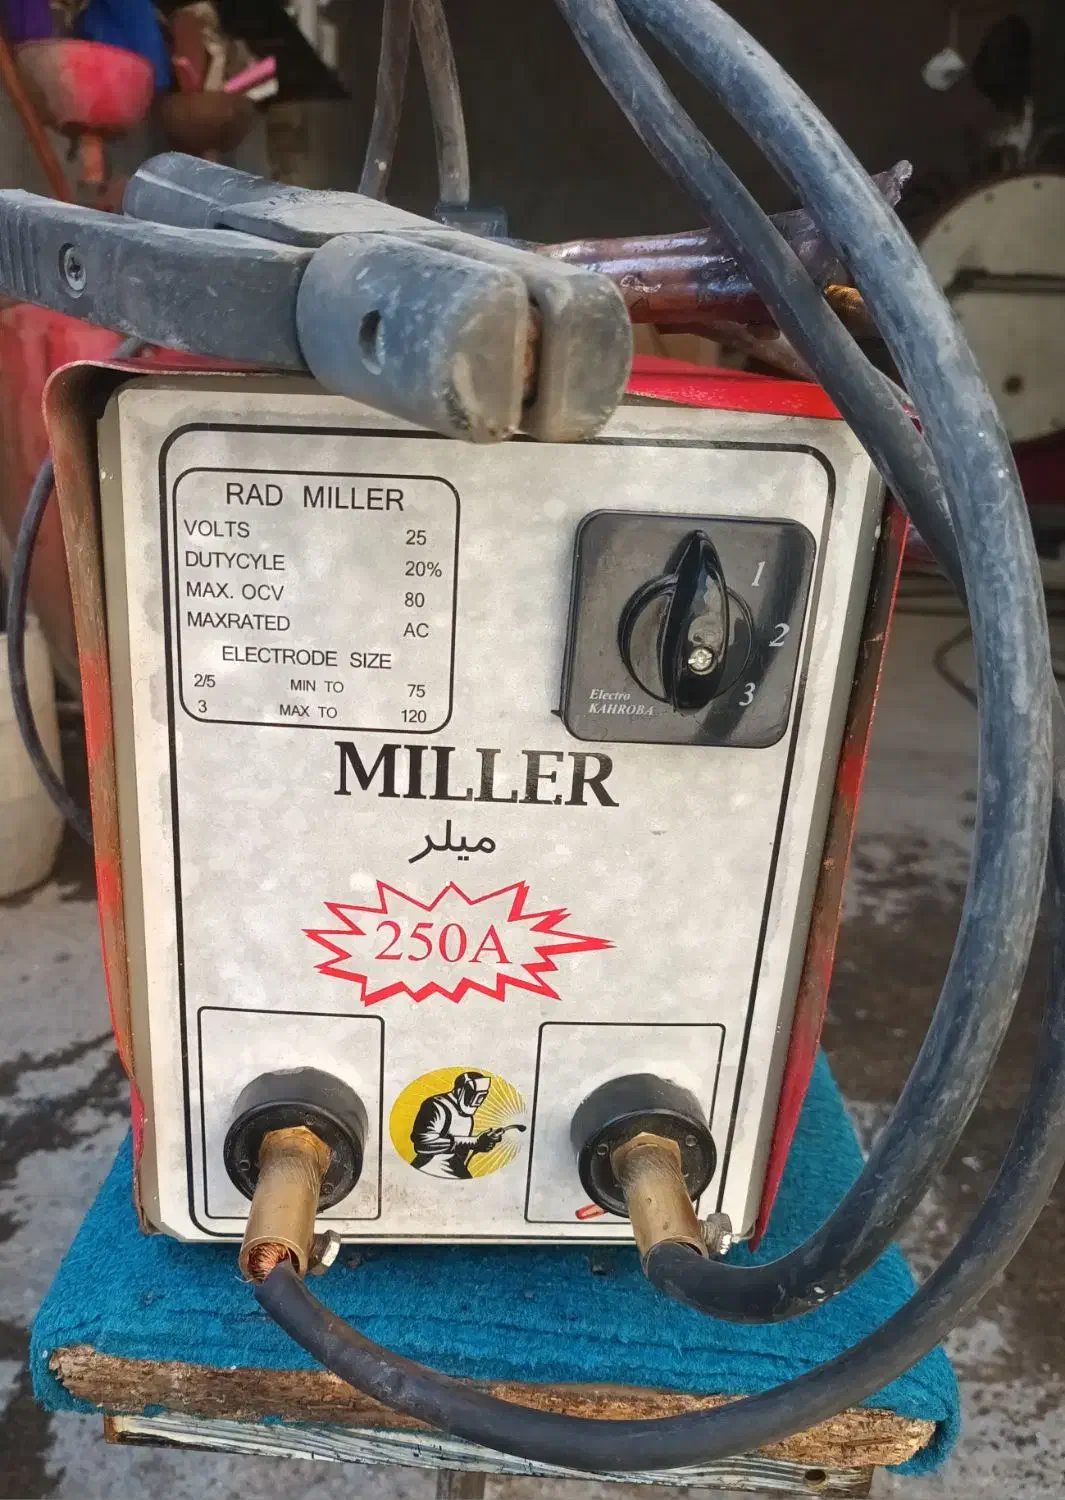 RAD MILLER
VOLTS 25
DUTYCYLE 20%
MAX. OCV 80
MAXRATED AC
ELECTRODE SIZE
2/5 MIN TO 75
3 MAX TO 120
1
2
3
Electro
KAHROBA
MILLER
میلر
250A